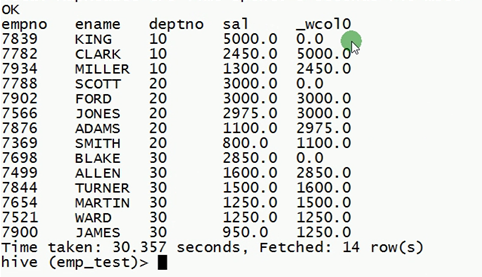 OK
empno ename deptno sal _wcol0
7839 KING 10 5000.0 0.0
7782 CLARK 10 2450.0 5000.0
7934 MILLER 10 1300.0 2450.0
7788 SCOTT 20 3000.0 0.0
7902 FORD 20 3000.0 3000.0
7566 JONES 20 2975.0 3000.0
7876 ADAMS 20 1100.0 2975.0
7369 SMITH 20 800.0 1100.0
7698 BLAKE 30 2850.0 0.0
7499 ALLEN 30 1600.0 2850.0
7844 TURNER 30 1500.0 1600.0
7654 MARTIN 30 1250.0 1500.0
7521 WARD 30 1250.0 1250.0
7900 JAMES 30 950.0 1250.0
Time taken: 30.357 seconds, Fetched: 14 row(s)
hive (emp_test)>